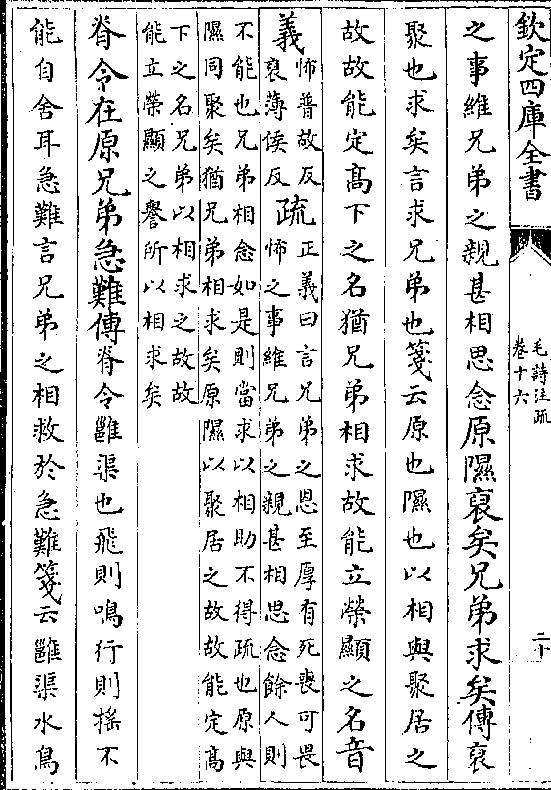 欽定四庫全書
毛詩注疏
卷十六
二十
之事維兄弟之親甚相思念原隰裒矣兄弟求矣傳裒
聚也求矣言求兄弟也箋云原也隰也以相與聚居之
故故能定髙下之名猶兄弟相求故能立榮顯之名音
義
怖普故反
裒薄侯反
疏
正義曰言兄弟之恩至厚有死喪可畏
怖之事維兄弟之親甚相思念餘人則
不能也兄弟相念如是則當求以相助不得疏也原與
隰同聚矣猶兄弟相求矣原隰以聚居之故故能定髙
下之名兄弟以相求之故故
能立榮顯之譽所以相求矣
脊令在原兄弟急難傳脊令雝渠也飛則鳴行則揺不
能自舍耳急難言兄弟之相救於急難箋云雝渠水鳥